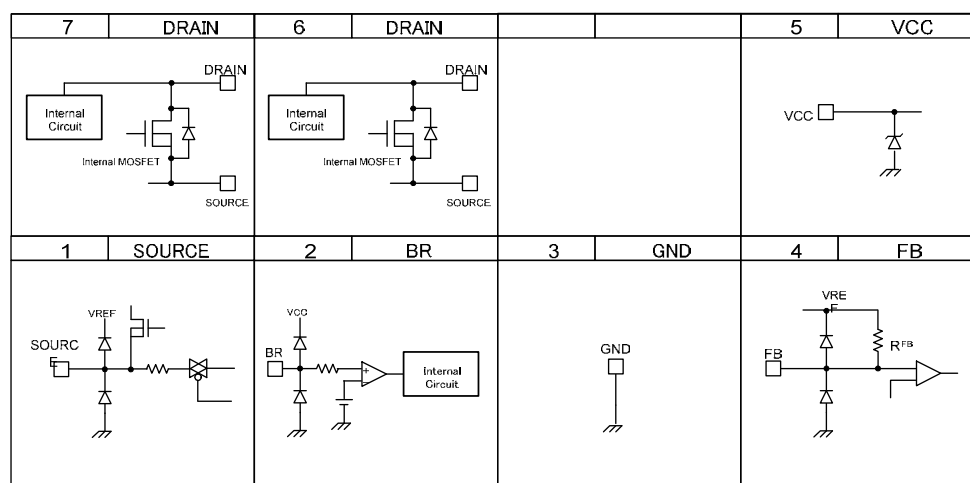 7 DRAIN 6 DRAIN 5 VCC
DRAIN
Internal
Circuit
Internal MOSFET
SOURCE
DRAIN
Internal
Circuit
Internal MOSFET
SOURCE
VCC
1 SOURCE 2 BR 3 GND 4 FB
VREF
SOURC
E
VCC
BR
+
−
Internal
Circuit
GND
VRE
F
RFB
FB